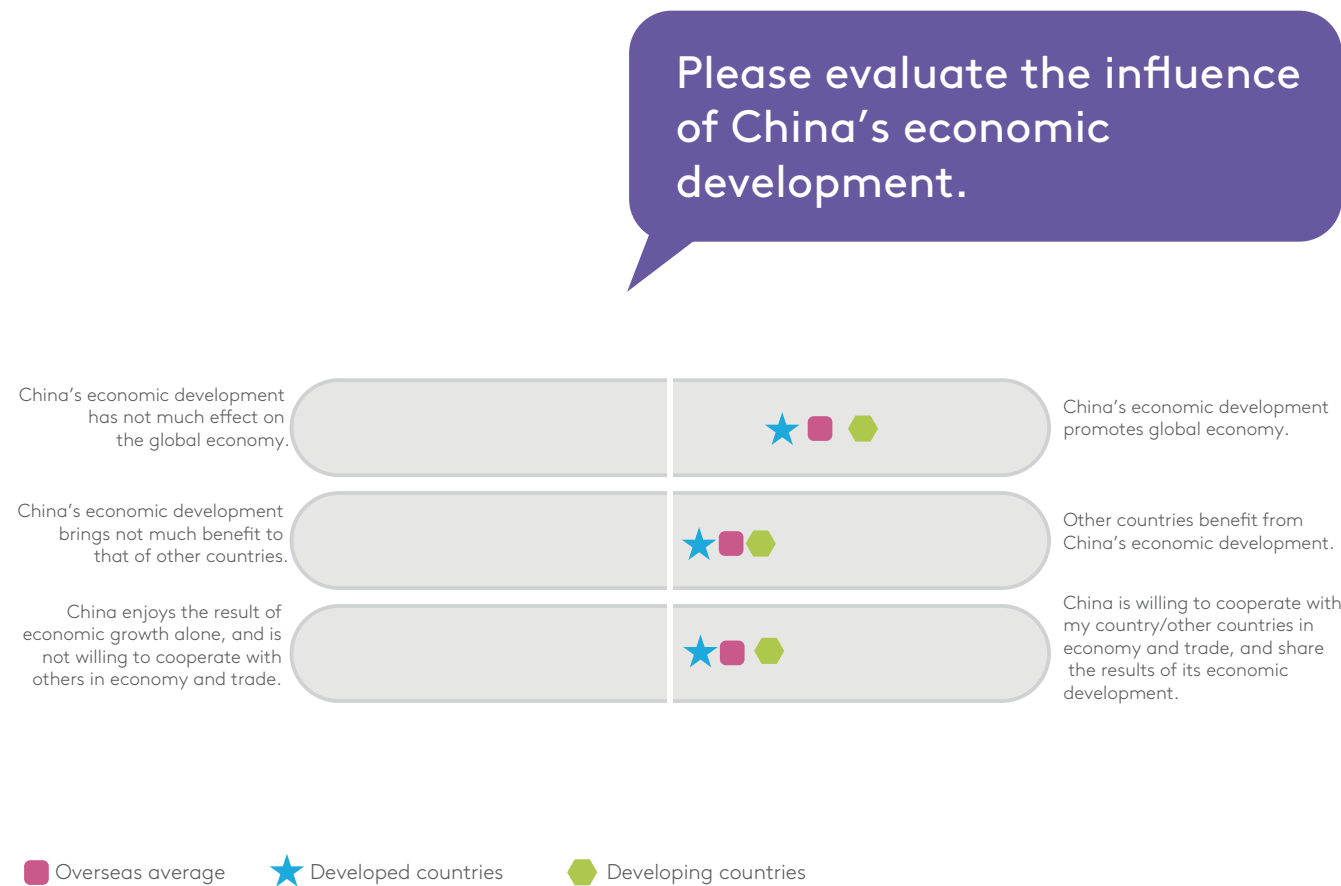 Please evaluate the influence
of China's economic
development.
China's economic development
has not much effect on
the global economy.
China's economic development
promotes global economy.
China's economic development
brings not much benefit to
that of other countries.
Other countries benefit from
China's economic development.
China enjoys the result of
economic growth alone, and is
not willing to cooperate with
others in economy and trade.
China is willing to cooperate with
my country/other countries in
economy and trade, and share
the results of its economic
development.
Overseas average
Developed countries
Developing countries